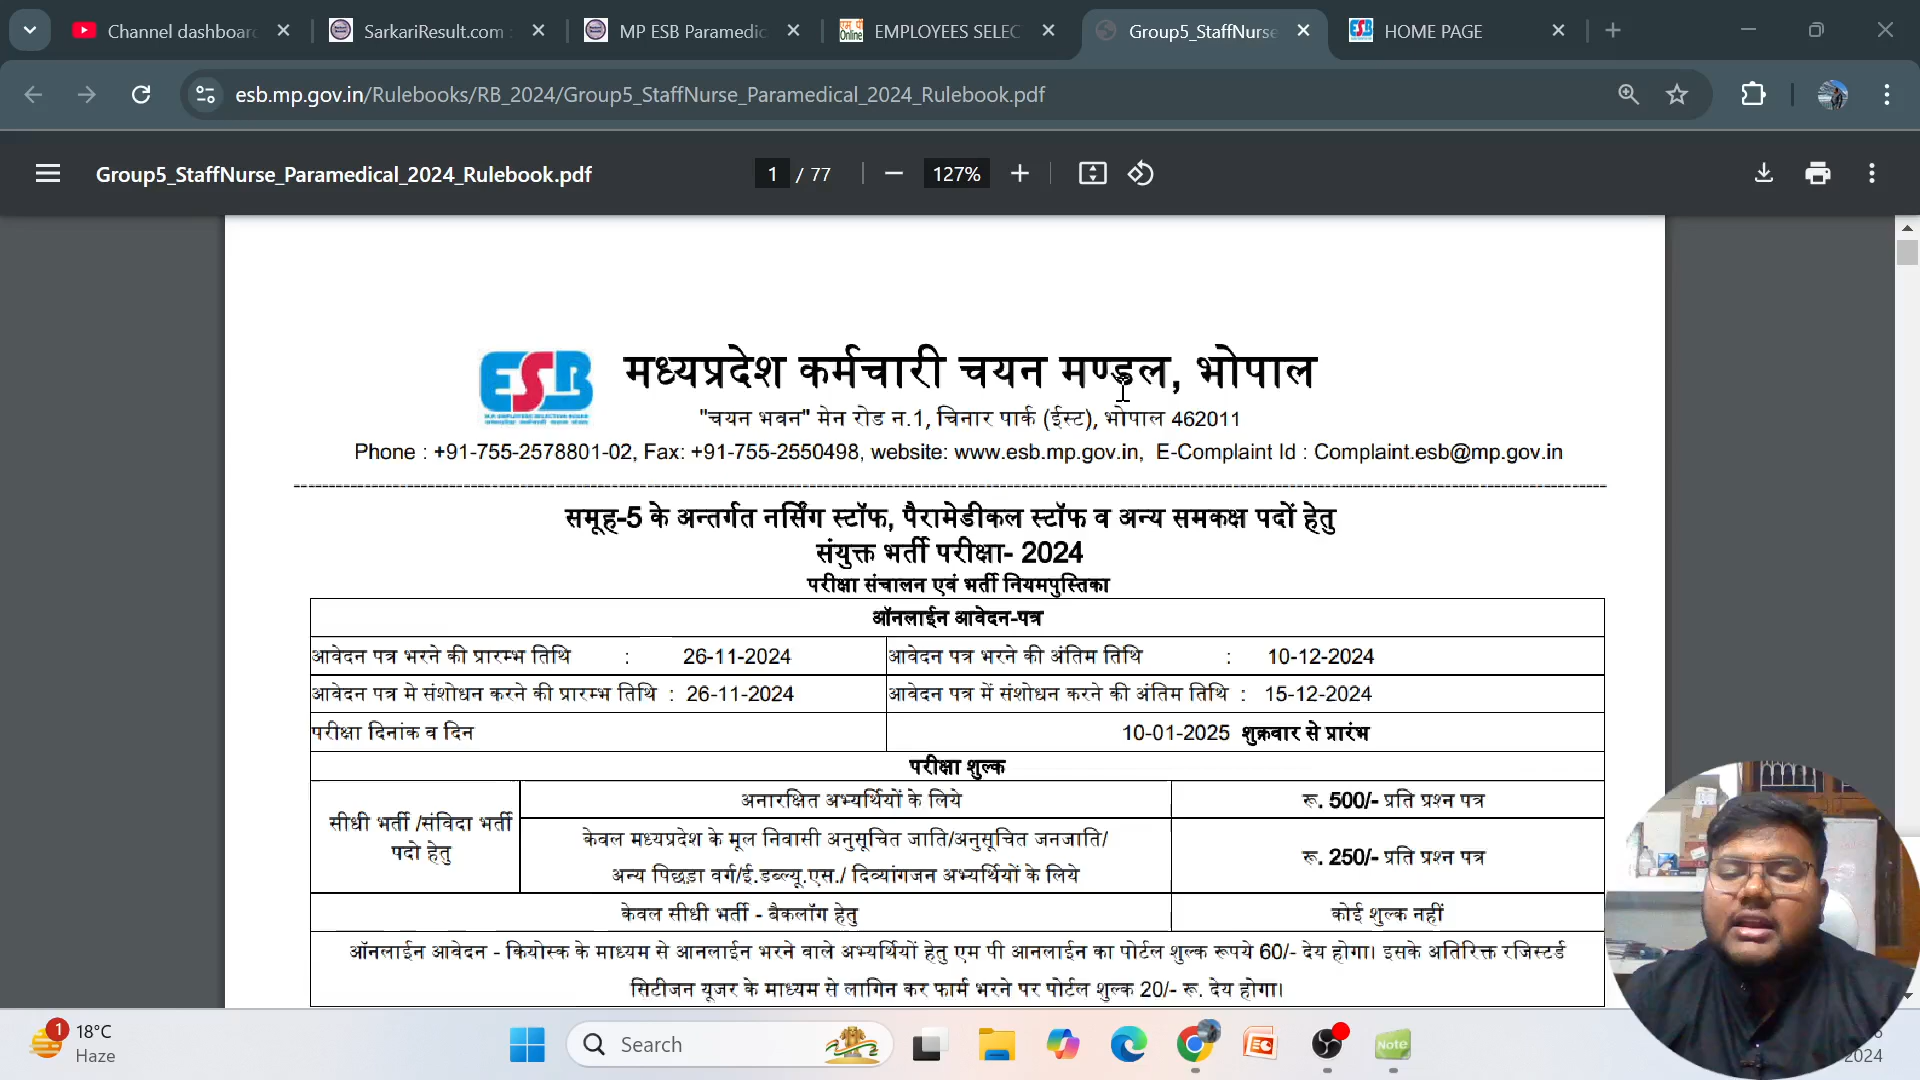 Channel dashboard
SarkariResult.com :
MP ESB Paramedic
EMPLOYEES SELEC
Group5_StaffNurse
HOME PAGE
esb.mp.gov.in/Rulebooks/RB_2024/Group5_StaffNurse_Paramedical_2024_Rulebook.pdf
Group5_StaffNurse_Paramedical_2024_Rulebook.pdf
1 / 77
127%
ESB
मध्यप्रदेश कर्मचारी चयन मण्डल, भोपाल
"चयन भवन" मेन रोड न.1, चिनार पार्क (ईस्ट), भोपाल 462011
Phone : +91-755-2578801-02, Fax: +91-755-2550498, website: www.esb.mp.gov.in, E-Complaint Id : Complaint.esb@mp.gov.in
समूह-5 के अन्तर्गत नर्सिंग स्टॉफ, पैरामेडीकल स्टॉफ व अन्य समकक्ष पदों हेतु
संयुक्त भर्ती परीक्षा- 2024
परीक्षा संचालन एवं भर्ती नियमपुस्तिका
ऑनलाईन आवेदन-पत्र
आवेदन पत्र भरने की प्रारम्भ तिथि : 26-11-2024
आवेदन पत्र भरने की अंतिम तिथि : 10-12-2024
आवेदन पत्र मे संशोधन करने की प्रारम्भ तिथि : 26-11-2024
आवेदन पत्र में संशोधन करने की अंतिम तिथि : 15-12-2024
परीक्षा दिनांक व दिन
10-01-2025 शुक्रवार से प्रारंभ
परीक्षा शुल्क
सीधी भर्ती /संविदा भर्ती
पदो हेतु
अनारक्षित अभ्यर्थियों के लिये
रू. 500/- प्रति प्रश्न पत्र
केवल मध्यप्रदेश के मूल निवासी अनुसूचित जाति/अनुसूचित जनजाति/
अन्य पिछड़ा वर्ग/ई.डब्ल्यू.एस./ दिव्यांगजन अभ्यर्थियों के लिये
रू. 250/- प्रति प्रश्न पत्र
केवल सीधी भर्ती - बैकलॉग हेतु
कोई शुल्क नहीं
ऑनलाईन आवेदन - कियोस्क के माध्यम से आनलाईन भरने वाले अभ्यर्थियों हेतु एम पी आनलाईन का पोर्टल शुल्क रूपये 60/- देय होगा। इसके अतिरिक्त रजिस्टर्ड
सिटीजन यूजर के माध्यम से लागिन कर फार्म भरने पर पोर्टल शुल्क 20/- रू. देय होगा।
1
18°C
Haze
Search
Note
2024